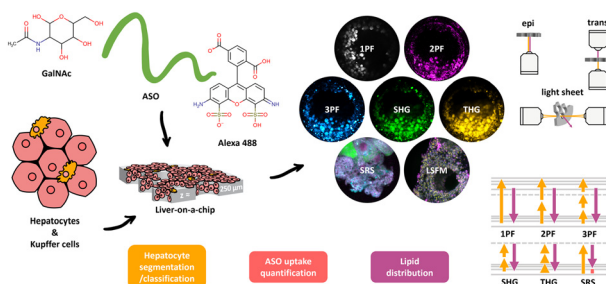 GalNAc
ASO
Alexa 488
1PF
2PF
3PF
SHG
THG
SRS
LSFM
epi
trans
light sheet
Hepatocytes
&
Kupffer cells
z =
250 µm
Liver-on-a-chip
Hepatocyte
segmentation
/classification
ASO uptake
quantification
Lipid
distribution
1PF
2PF
3PF
SHG
THG
SRS